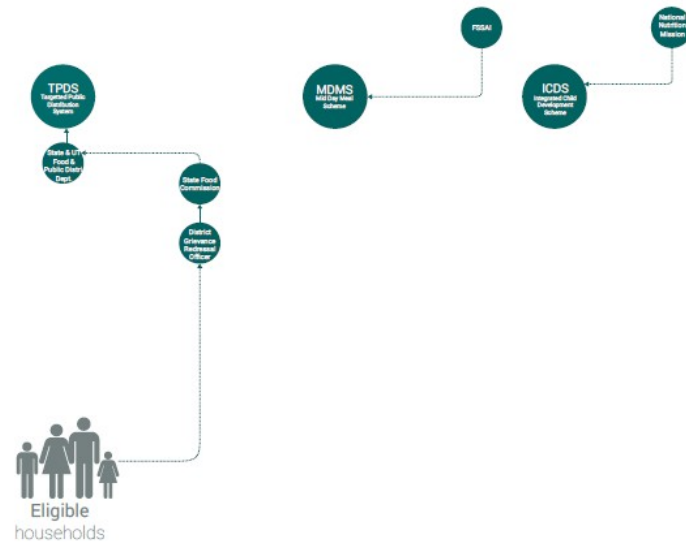 FSSAI
National
Nutrition
Mission
TPDS
Targetted Public
Distribution
System
MDMS
Mid Day Meal
Scheme
ICDS
Integrated Child
Development
Scheme
State & UT
Food &
Public Distri
Dept
State Food
Commission
District
Grievance
Redressal
Officer
Eligible
households